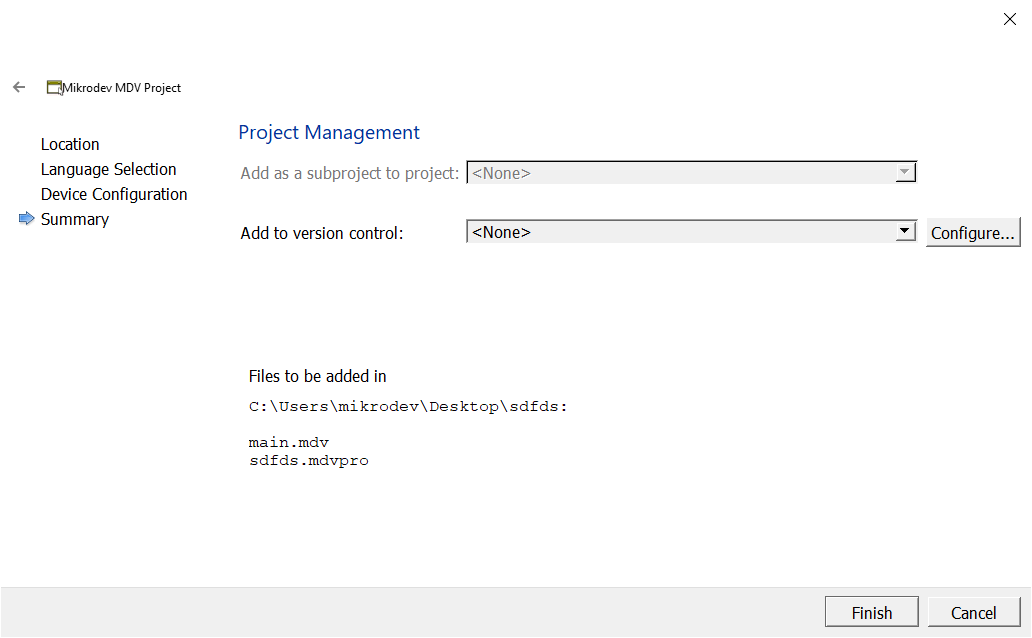 Mikrodev MDV Project
Location
Language Selection
Device Configuration
Summary
Project Management
Add as a subproject to project: <None>
Add to version control: <None> Configure...
Files to be added in
C:\Users\mikrodev\Desktop\sdfds:
main.mdv
sdfds.mdvpro
Finish Cancel